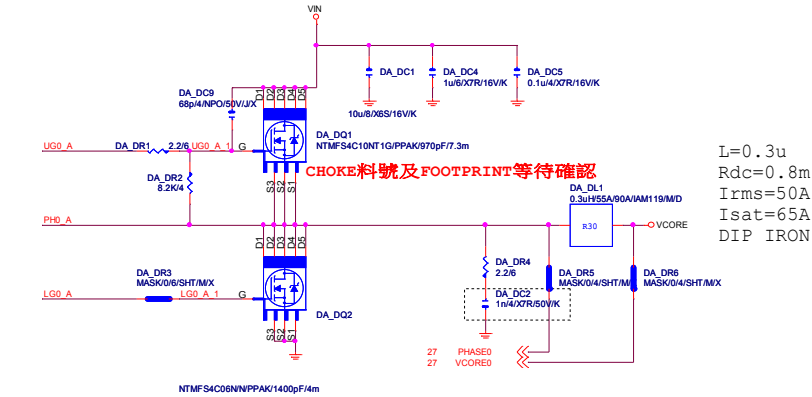 VIN
DA_DC1
10u/8/X6S/16V/K
DA_DC4
1u/6/X7R/16V/K
DA_DC5
0.1u/4/X7R/16V/K
DA_DC9
68p/4/NPO/50V/J/X
D1
D2
D3
D4
D5
DA_DQ1
NTMFS4C10NT1G/PPAK/970pF/7.3m
UG0_A
DA_DR1
2.2/6
UG0_A_1
G
S3
S2
S1
CHOKE料號及FOOTPRINT等待確認
L=0.3u
Rdc=0.8m
Irms=50A
Isat=65A
DIP IRON
DA_DR2
8.2K/4
DA_DL1
0.3uH/55A/90A/IAM119/M/D
R30
VCORE
PH0_A
D1
D2
D3
D4
D5
DA_DR4
2.2/6
DA_DR3
MASK/0/6/SHT/M/X
LG0_A
LG0_A_1
G
DA_DR5
MASK/0/4/SHT/M/
DA_DR6
MASK/0/4/SHT/M/X
DA_DC2
1n/4/X7R/50V/K
DA_DQ2
S3
S2
S1
27 PHASE0
27 VCORE0
NTMFS4C06N/N/PPAK/1400pF/4m